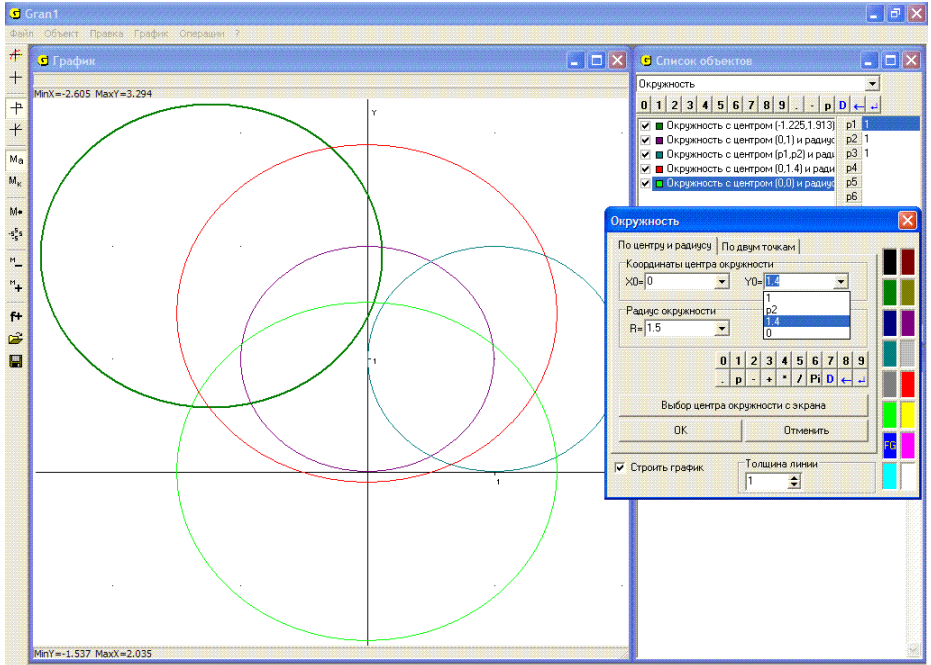 Gran1
Файл Объект Правка График Операции ?
График
MinX=-2.605 MaxY=3.294
Y
1
1
MinY=-1.537 MaxX=2.035
Ma
Mк
M•
M
M
f+
Список объектов
Окружность
0 1 2 3 4 5 6 7 8 9 . - p D ← ↵
Окружность с центром (-1.225,1.913)
Окружность с центром (0,1) и радиус
Окружность с центром (p1,p2) и ради
Окружность с центром (0,1.4) и ради
Окружность с центром (0,0) и радиус
p1 1
p2 1
p3 1
p4
p5
p6
Окружность
По центру и радиусу По двум точкам
Координаты центра окружности
X0= 0 Y0= 1.4
1
p2
1.4
0
Радиус окружности
R= 1.5
0 1 2 3 4 5 6 7 8 9
. p - + * / Pi D ← ↵
Выбор центра окружности с экрана
OK Отменить
FG
Строить график
Толщина линии
1